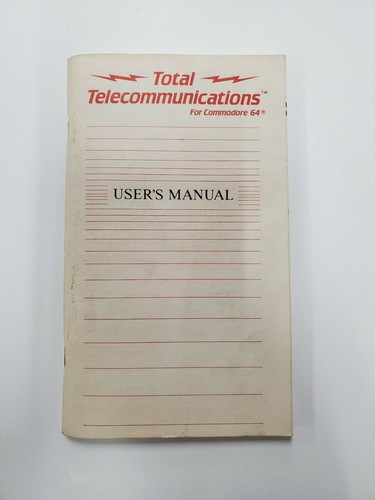 Total
Telecommunications™
For Commodore 64®
USER'S MANUAL